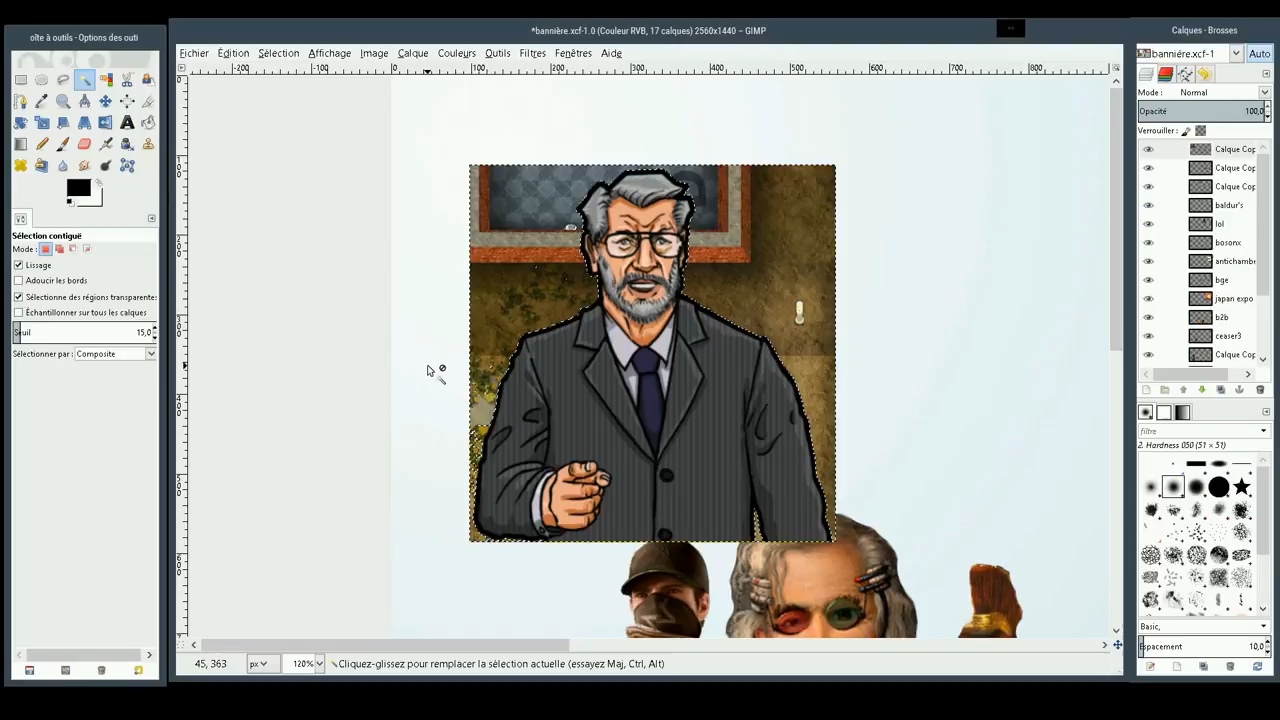 oîte à outils - Options des outi
*bannière.xcf-1.0 (Couleur RVB, 17 calques) 2560x1440 – GIMP
Calques - Brosses
Fichier Édition Sélection Affichage Image Calque Couleurs Outils Filtres Fenêtres Aide
bannière.xcf-1
Auto
-200 -100 0 100 200 300 400 500 600 700 800
Mode : Normal
Opacité 100,0
Verrouiller :
Calque Cop
Calque Cop
Calque Cop
baldur's
lol
bosonx
antichambre
bge
japan expo
b2b
ceaser3
Calque Cop
Sélection contiguë
Mode :
Lissage
Adoucir les bords
Sélectionne des régions transparentes
Échantillonner sur tous les calques
Seuil 15,0
Sélectionner par : Composite
filtre
2. Hardness 050 (51 × 51)
Basic,
Espacement 10,0
45, 363 px 120% Cliquez-glissez pour remplacer la sélection actuelle (essayez Maj, Ctrl, Alt)